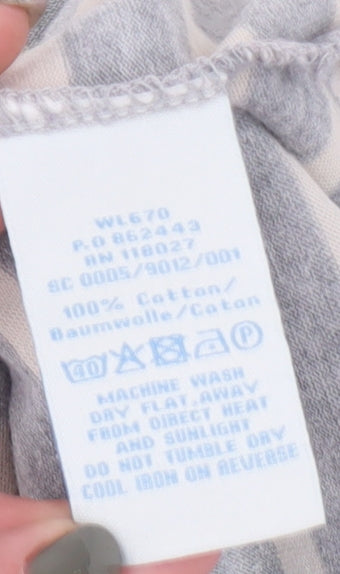 WL670
P.O 862443
RN 118027
SC 0005/9012/001
100% Cotton/
Baumwolle/Coton
40 P
MACHINE WASH
DRY FLAT, AWAY
FROM DIRECT HEAT
AND SUNLIGHT
DO NOT TUMBLE DRY
COOL IRON ON REVERSE